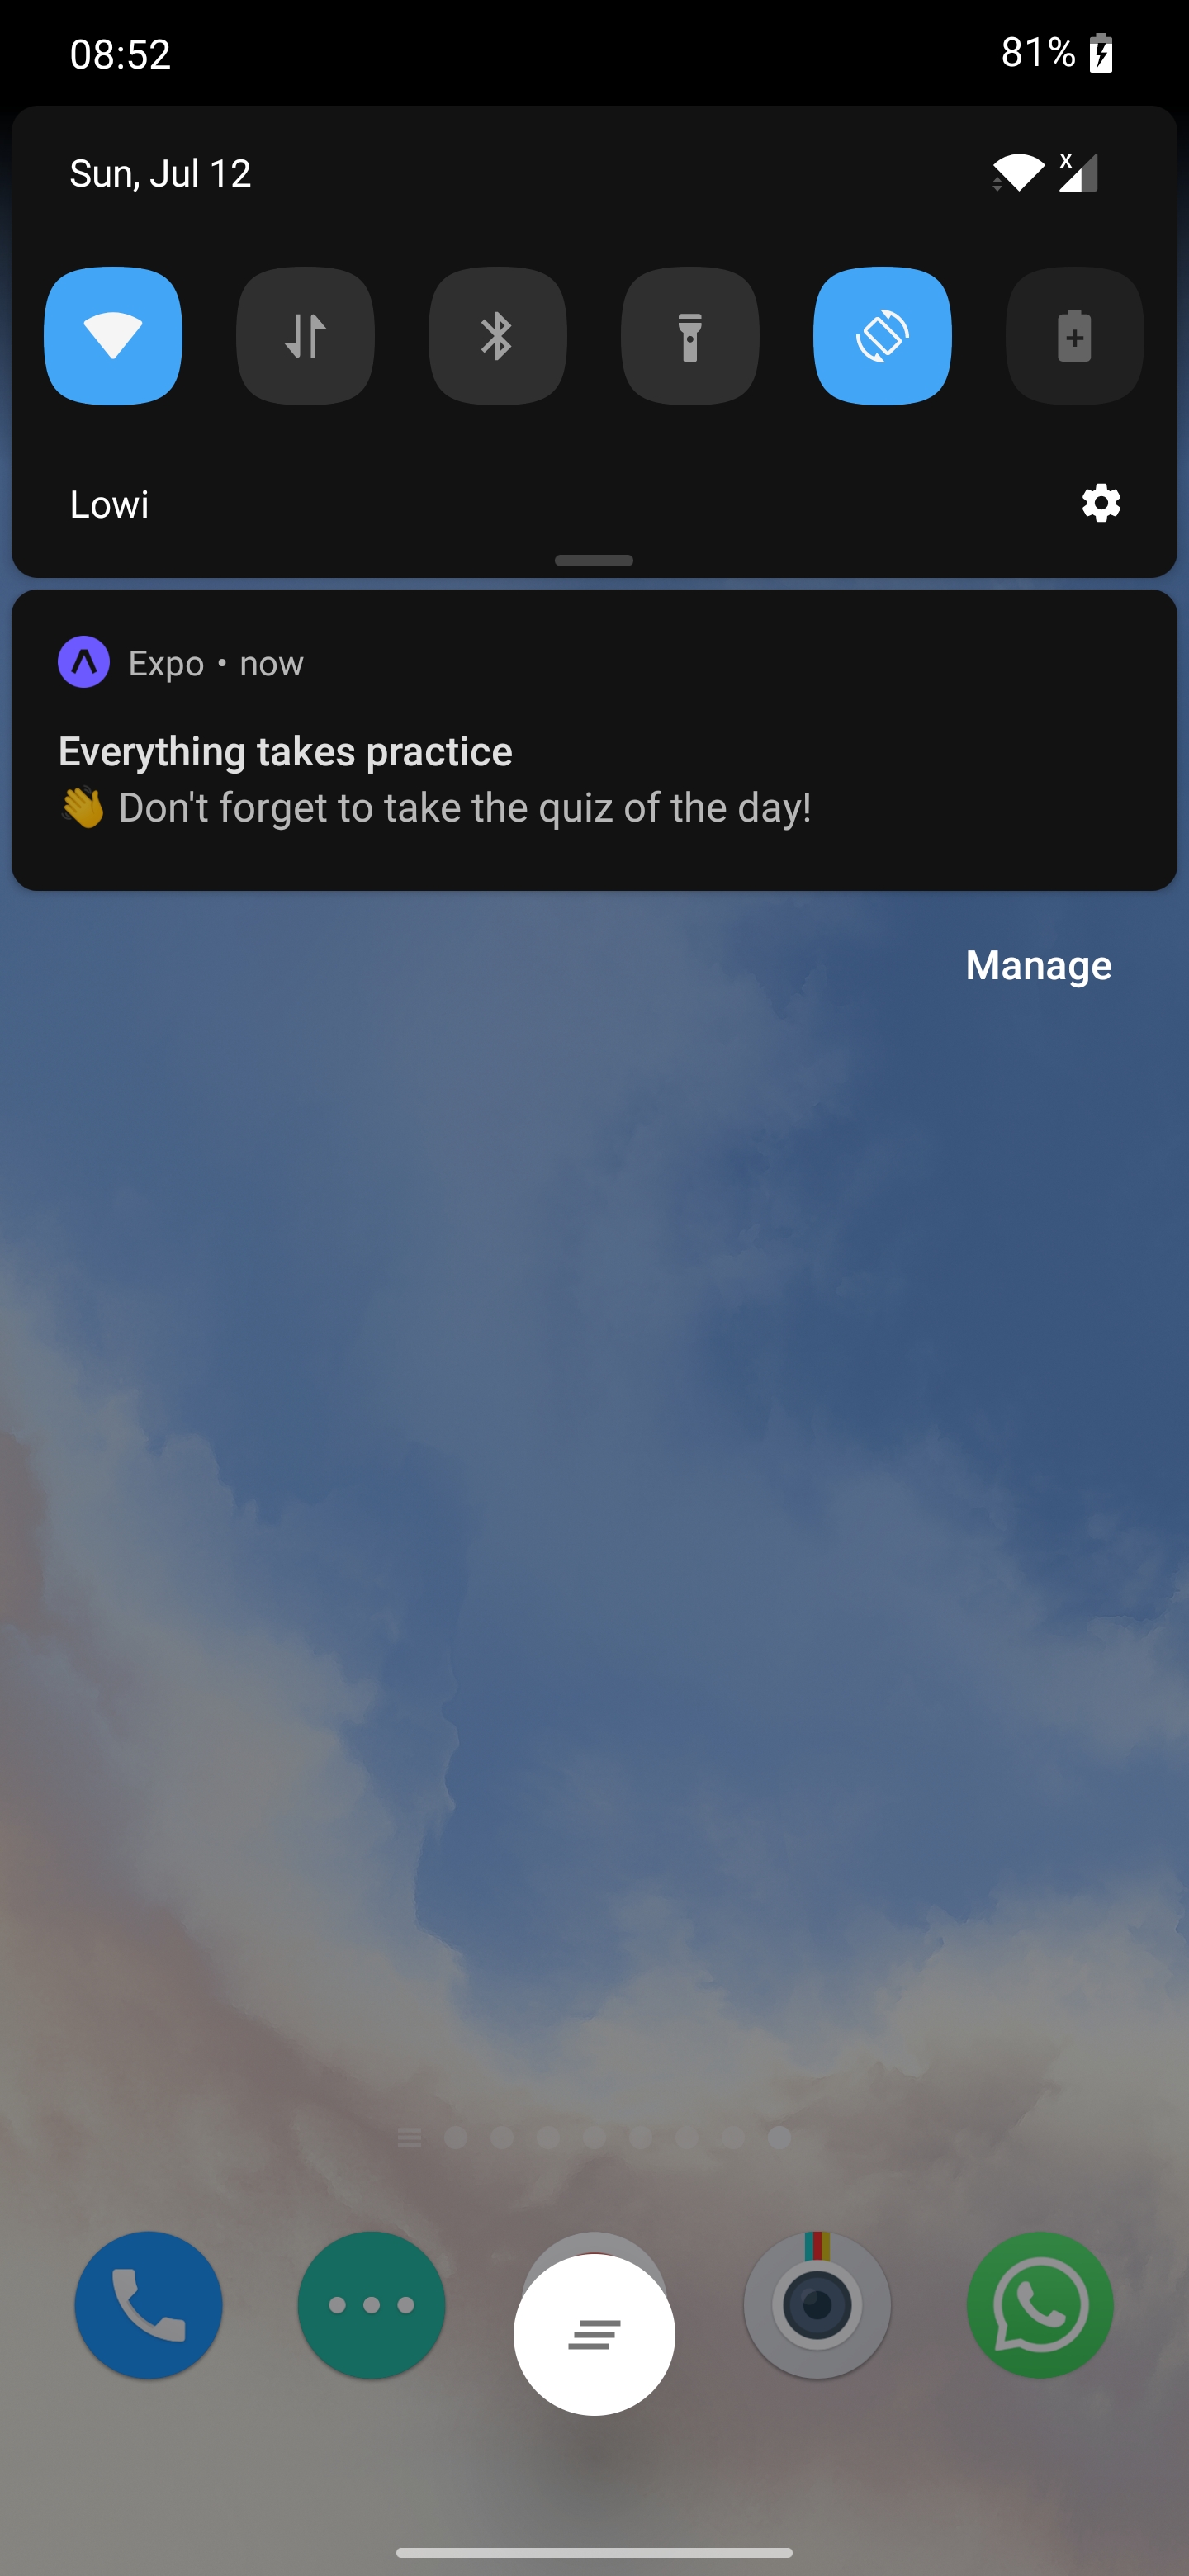 08:52 81%
Sun, Jul 12
X
Lowi
Expo • now
Everything takes practice
👋 Don't forget to take the quiz of the day!
Manage